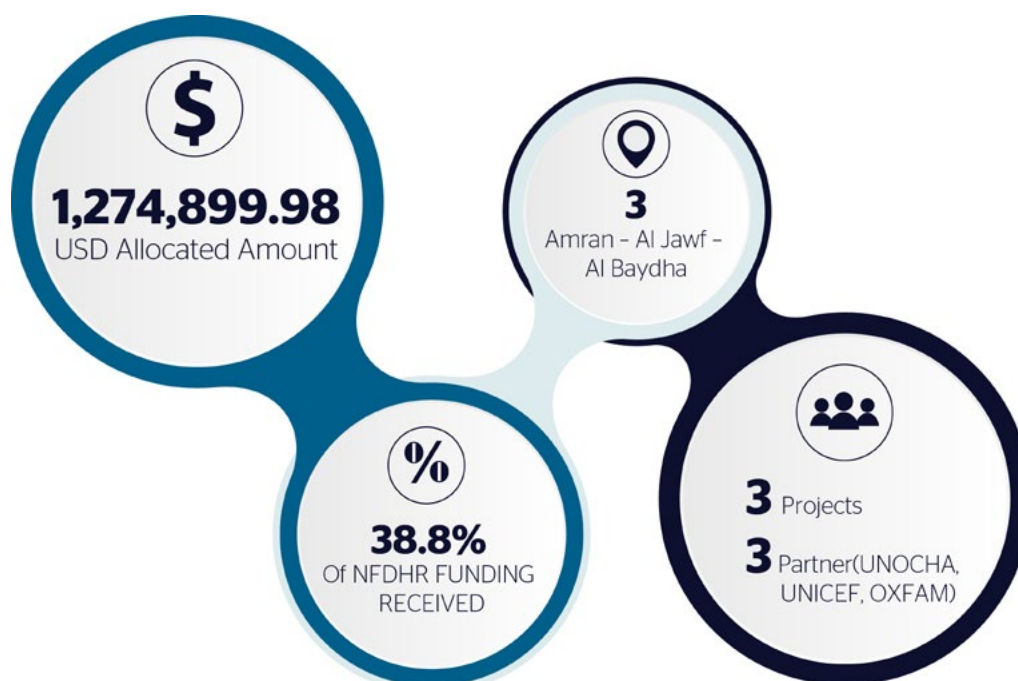 $
1,274,899.98
USD Allocated Amount
3
Amran – Al Jawf –
Al Baydha
%
38.8%
Of NFDHR FUNDING
RECEIVED
3 Projects
3 Partner(UNOCHA,
UNICEF, OXFAM)